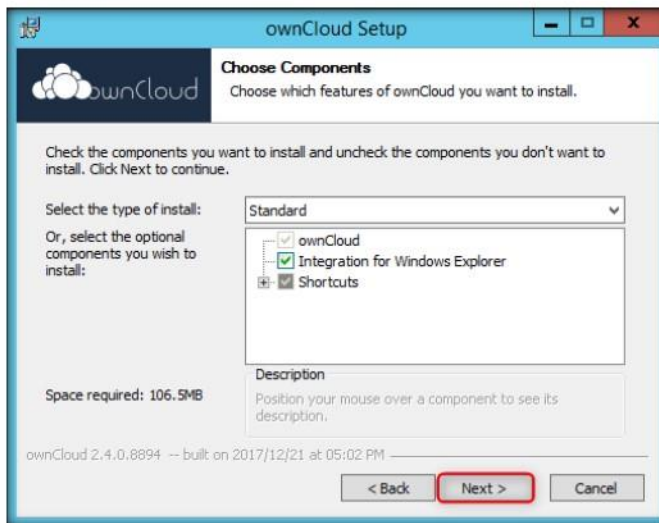 ownCloud Setup
ownCloud
Choose Components
Choose which features of ownCloud you want to install.
Check the components you want to install and uncheck the components you don't want to
install. Click Next to continue.
Select the type of install:
Standard
Or, select the optional
components you wish to
install:
ownCloud
Integration for Windows Explorer
Shortcuts
Space required: 106.5MB
Description
Position your mouse over a component to see its
description.
ownCloud 2.4.0.8894 -- built on 2017/12/21 at 05:02 PM
< Back
Next >
Cancel